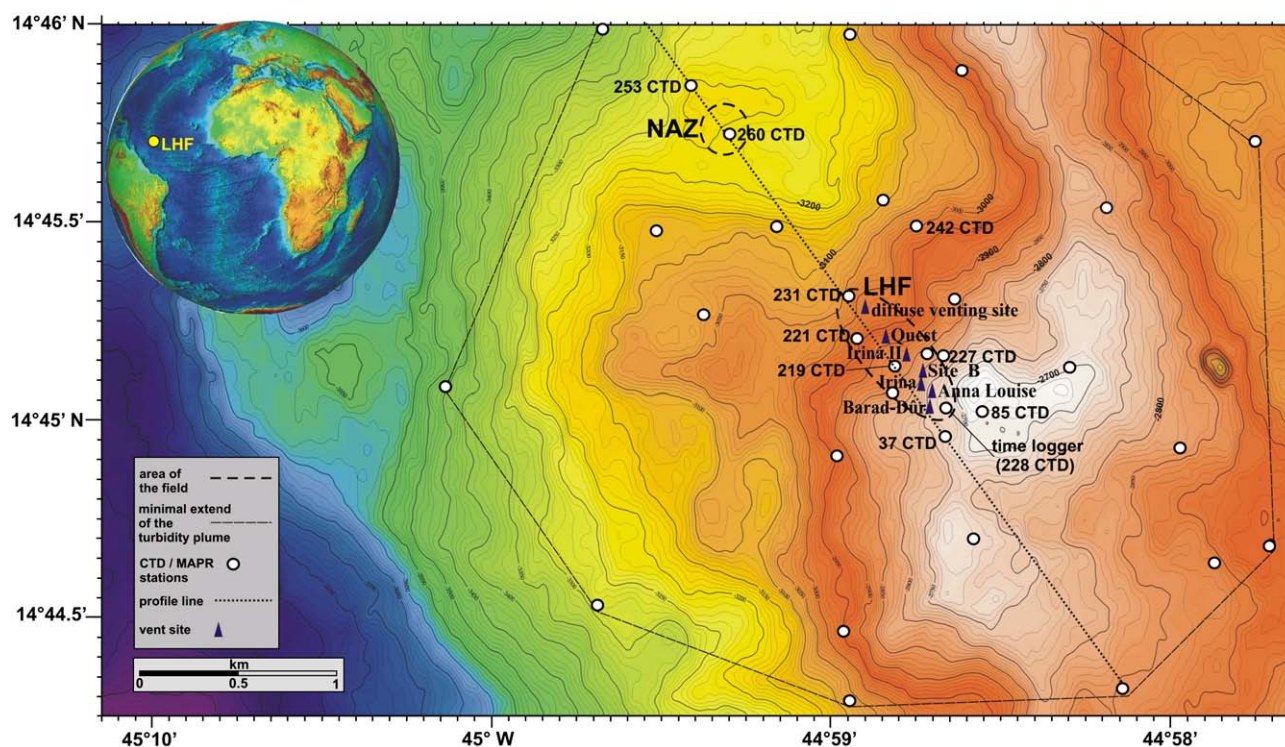 14°46' N
LHF
253 CTD
NAZ
260 CTD
-3200
14°45.5'
242 CTD
-3000
-2900
-2800
-3100
LHF
231 CTD
diffuse venting site
221 CTD
Quest
Irina II
227 CTD
219 CTD
Site B
-2700
Irina
Anna Louise
-2800
Barad-Dûr
85 CTD
14°45' N
37 CTD
time logger
(228 CTD)
area of
the field
minimal extend
of the
turbidity plume
CTD / MAPR
stations
profile line
vent site
14°44.5'
km
0
0.5
1
45°10'
45°W
44°59'
44°58'